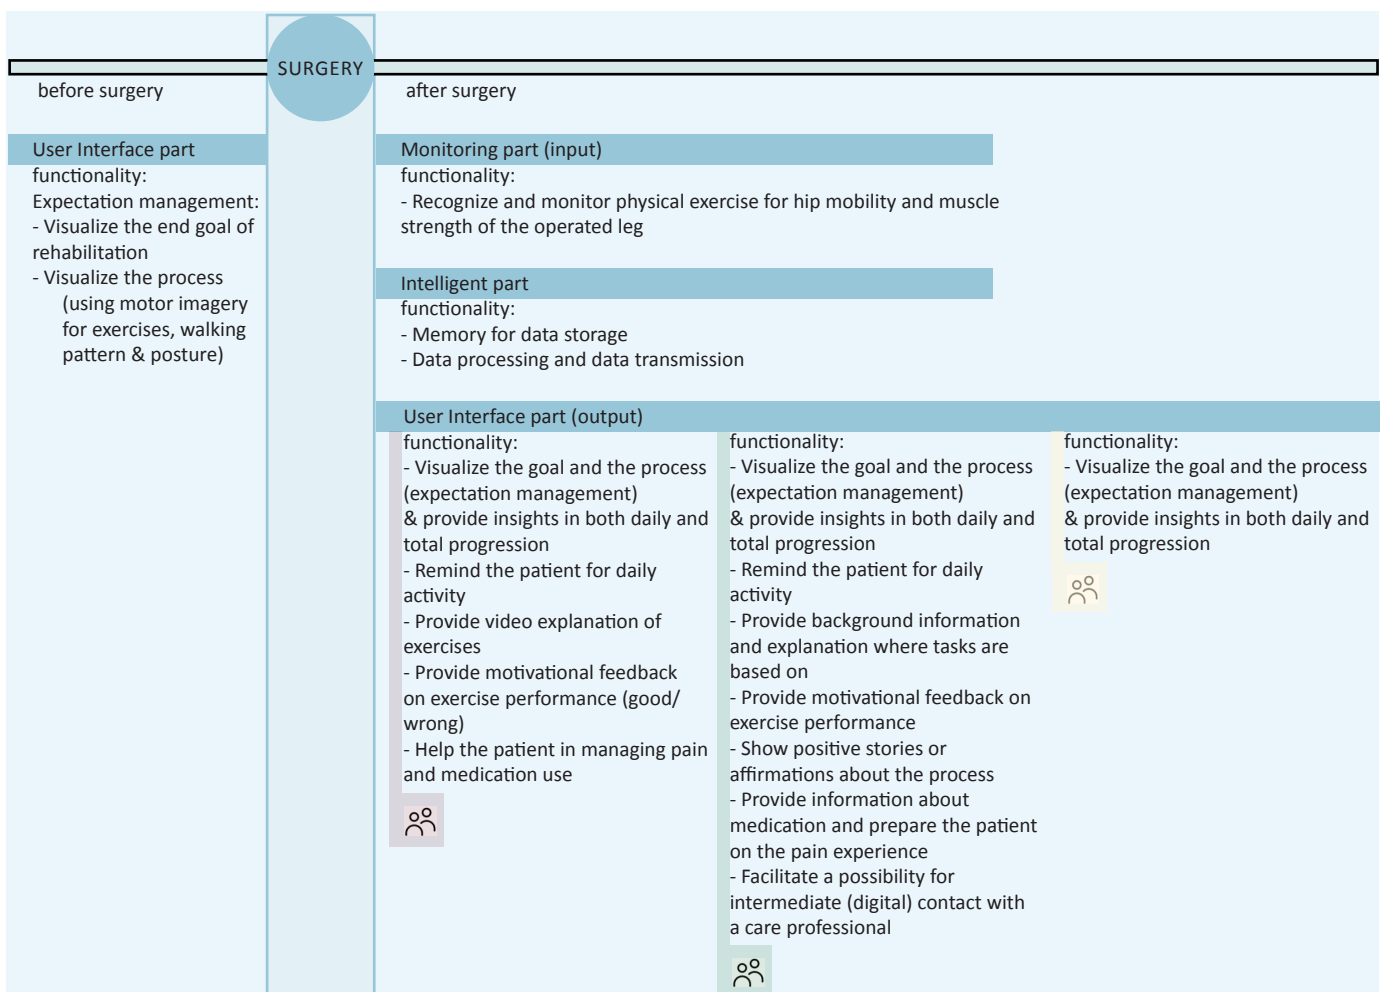 SURGERY
before surgery
after surgery
User Interface part
functionality:
Expectation management:
- Visualize the end goal of
rehabilitation
- Visualize the process
(using motor imagery
for exercises, walking
pattern & posture)
Monitoring part (input)
functionality:
- Recognize and monitor physical exercise for hip mobility and muscle
strength of the operated leg
Intelligent part
functionality:
- Memory for data storage
- Data processing and data transmission
User Interface part (output)
functionality:
- Visualize the goal and the process
(expectation management)
& provide insights in both daily and
total progression
- Remind the patient for daily
activity
- Provide video explanation of
exercises
- Provide motivational feedback
on exercise performance (good/
wrong)
- Help the patient in managing pain
and medication use
functionality:
- Visualize the goal and the process
(expectation management)
& provide insights in both daily and
total progression
- Remind the patient for daily
activity
- Provide background information
and explanation where tasks are
based on
- Provide motivational feedback on
exercise performance
- Show positive stories or
affirmations about the process
- Provide information about
medication and prepare the patient
on the pain experience
- Facilitate a possibility for
intermediate (digital) contact with
a care professional
functionality:
- Visualize the goal and the process
(expectation management)
& provide insights in both daily and
total progression